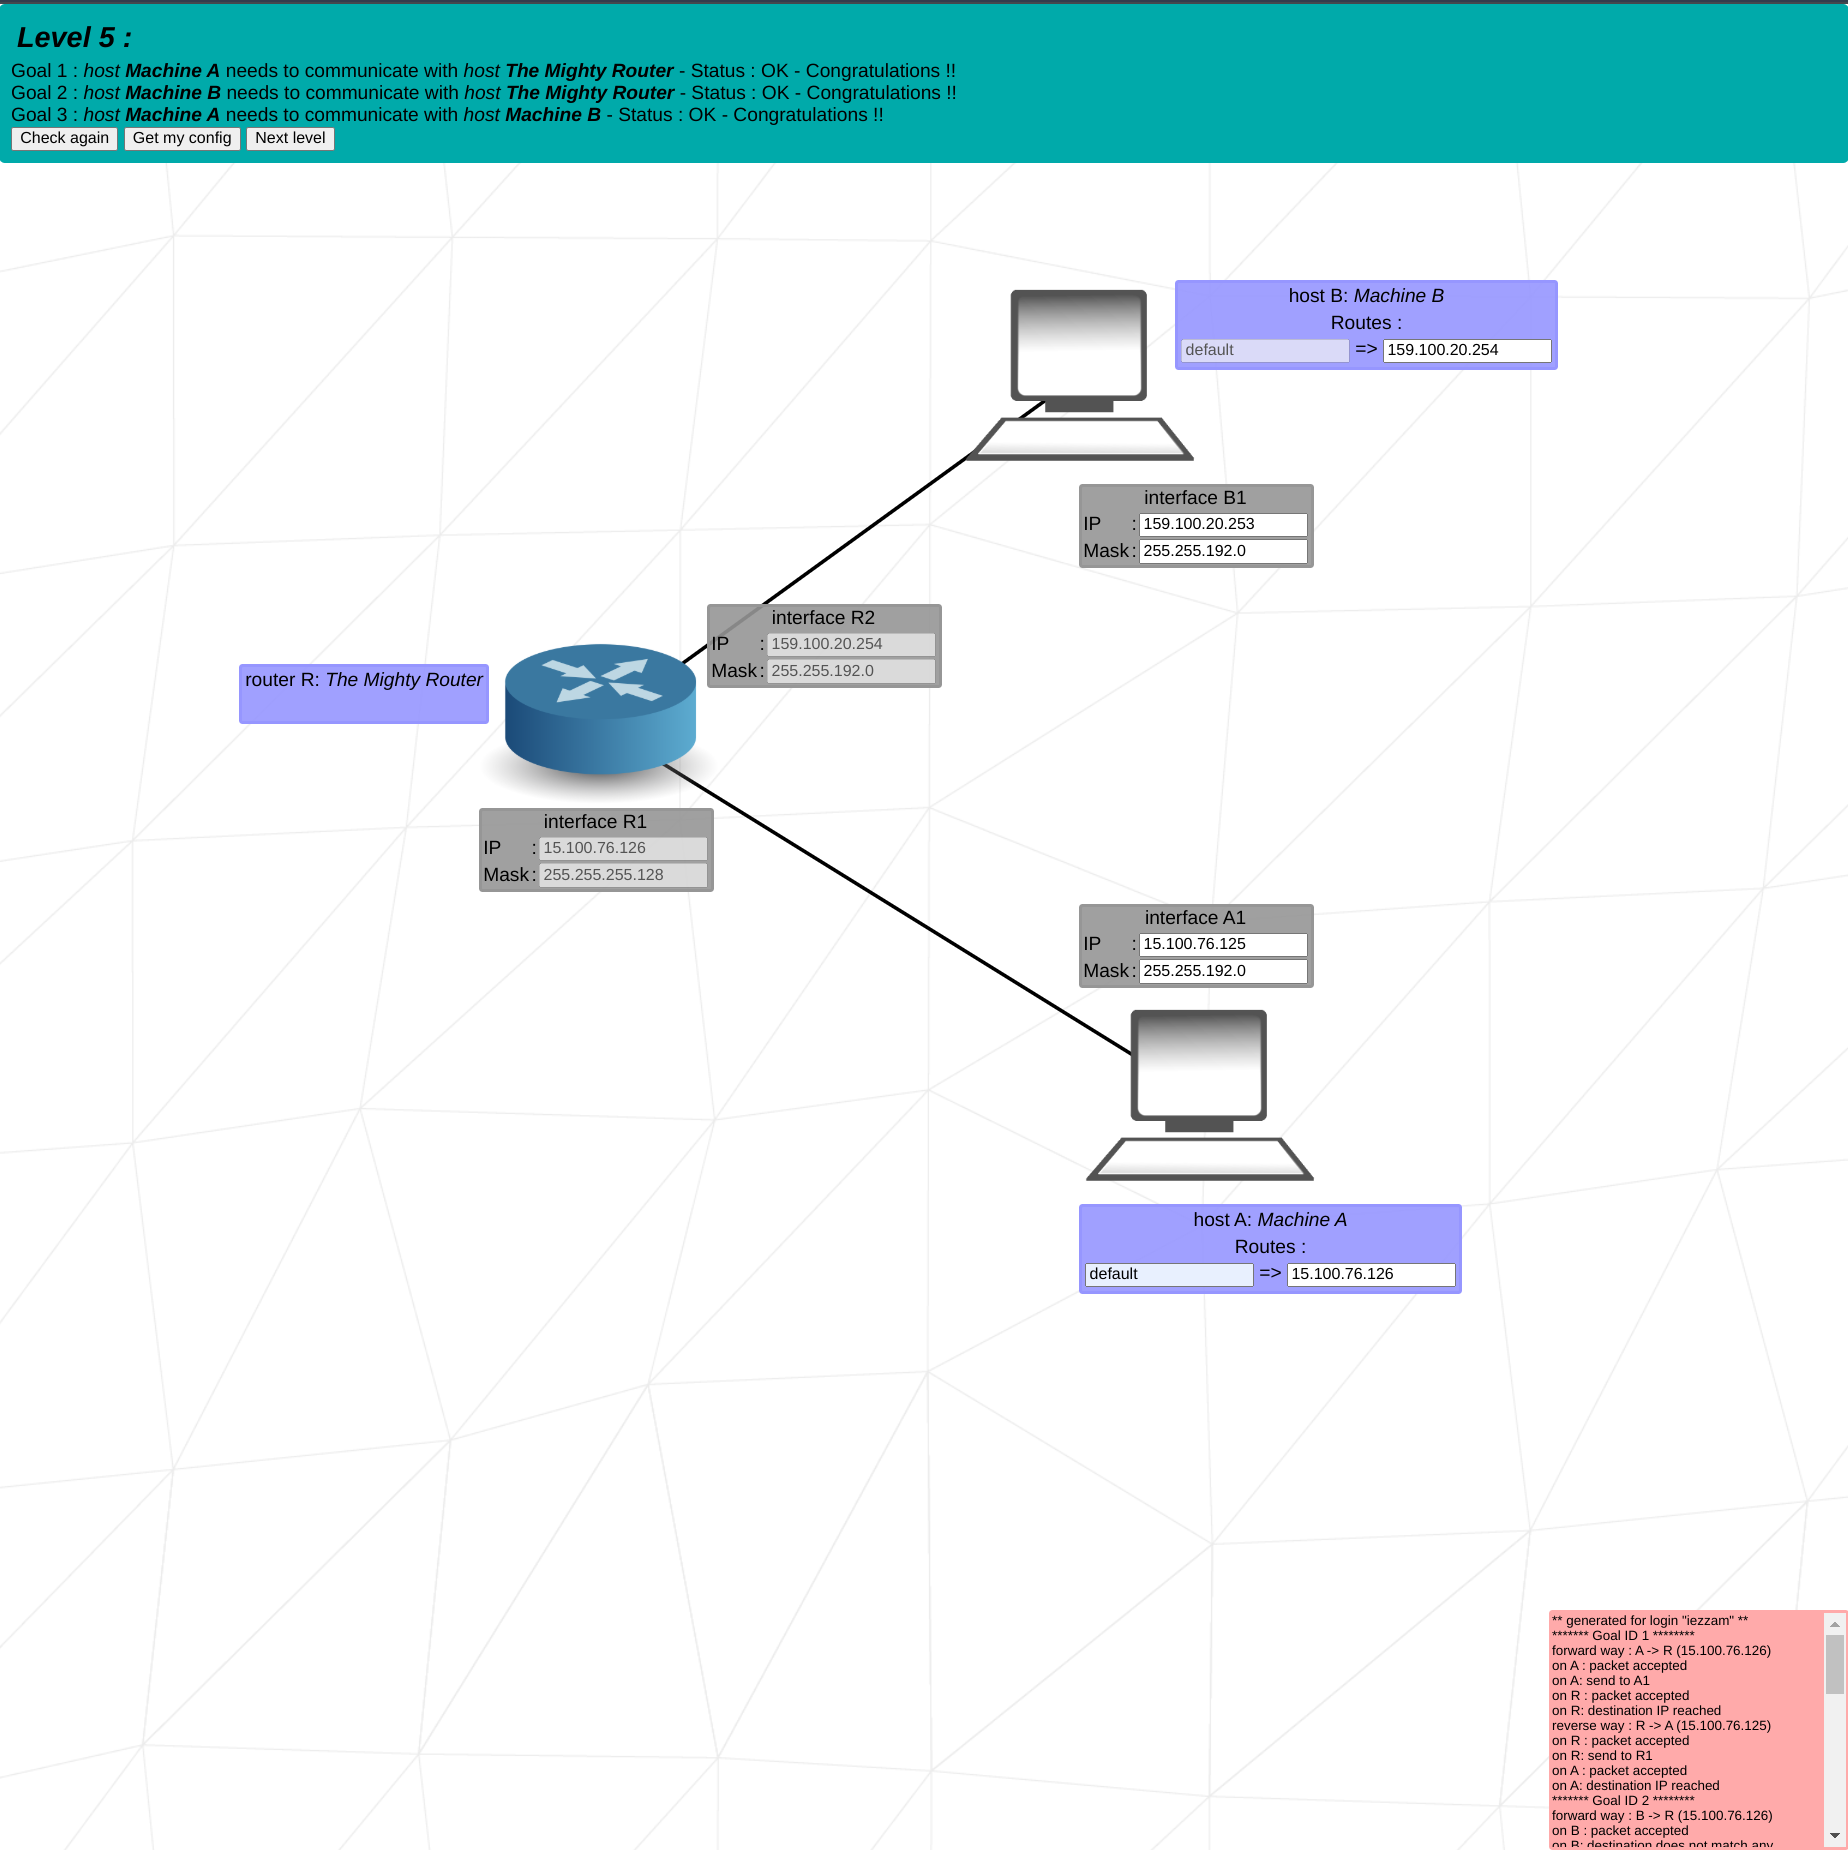 Level 5 :
Goal 1 : host Machine A needs to communicate with host The Mighty Router - Status : OK - Congratulations !!
Goal 2 : host Machine B needs to communicate with host The Mighty Router - Status : OK - Congratulations !!
Goal 3 : host Machine A needs to communicate with host Machine B - Status : OK - Congratulations !!
Check again Get my config Next level
host B: Machine B
Routes :
default => 159.100.20.254
interface B1
IP : 159.100.20.253
Mask : 255.255.192.0
interface R2
IP : 159.100.20.254
Mask : 255.255.192.0
router R: The Mighty Router
interface R1
IP : 15.100.76.126
Mask : 255.255.255.128
interface A1
IP : 15.100.76.125
Mask : 255.255.192.0
host A: Machine A
Routes :
default => 15.100.76.126
** generated for login "iezzam" **
******* Goal ID 1 ********
forward way : A -> R (15.100.76.126)
on A : packet accepted
on A: send to A1
on R : packet accepted
on R: destination IP reached
reverse way : R -> A (15.100.76.125)
on R : packet accepted
on R: send to R1
on A : packet accepted
on A: destination IP reached
******* Goal ID 2 ********
forward way : B -> R (15.100.76.126)
on B : packet accepted
on B: destination does not match any